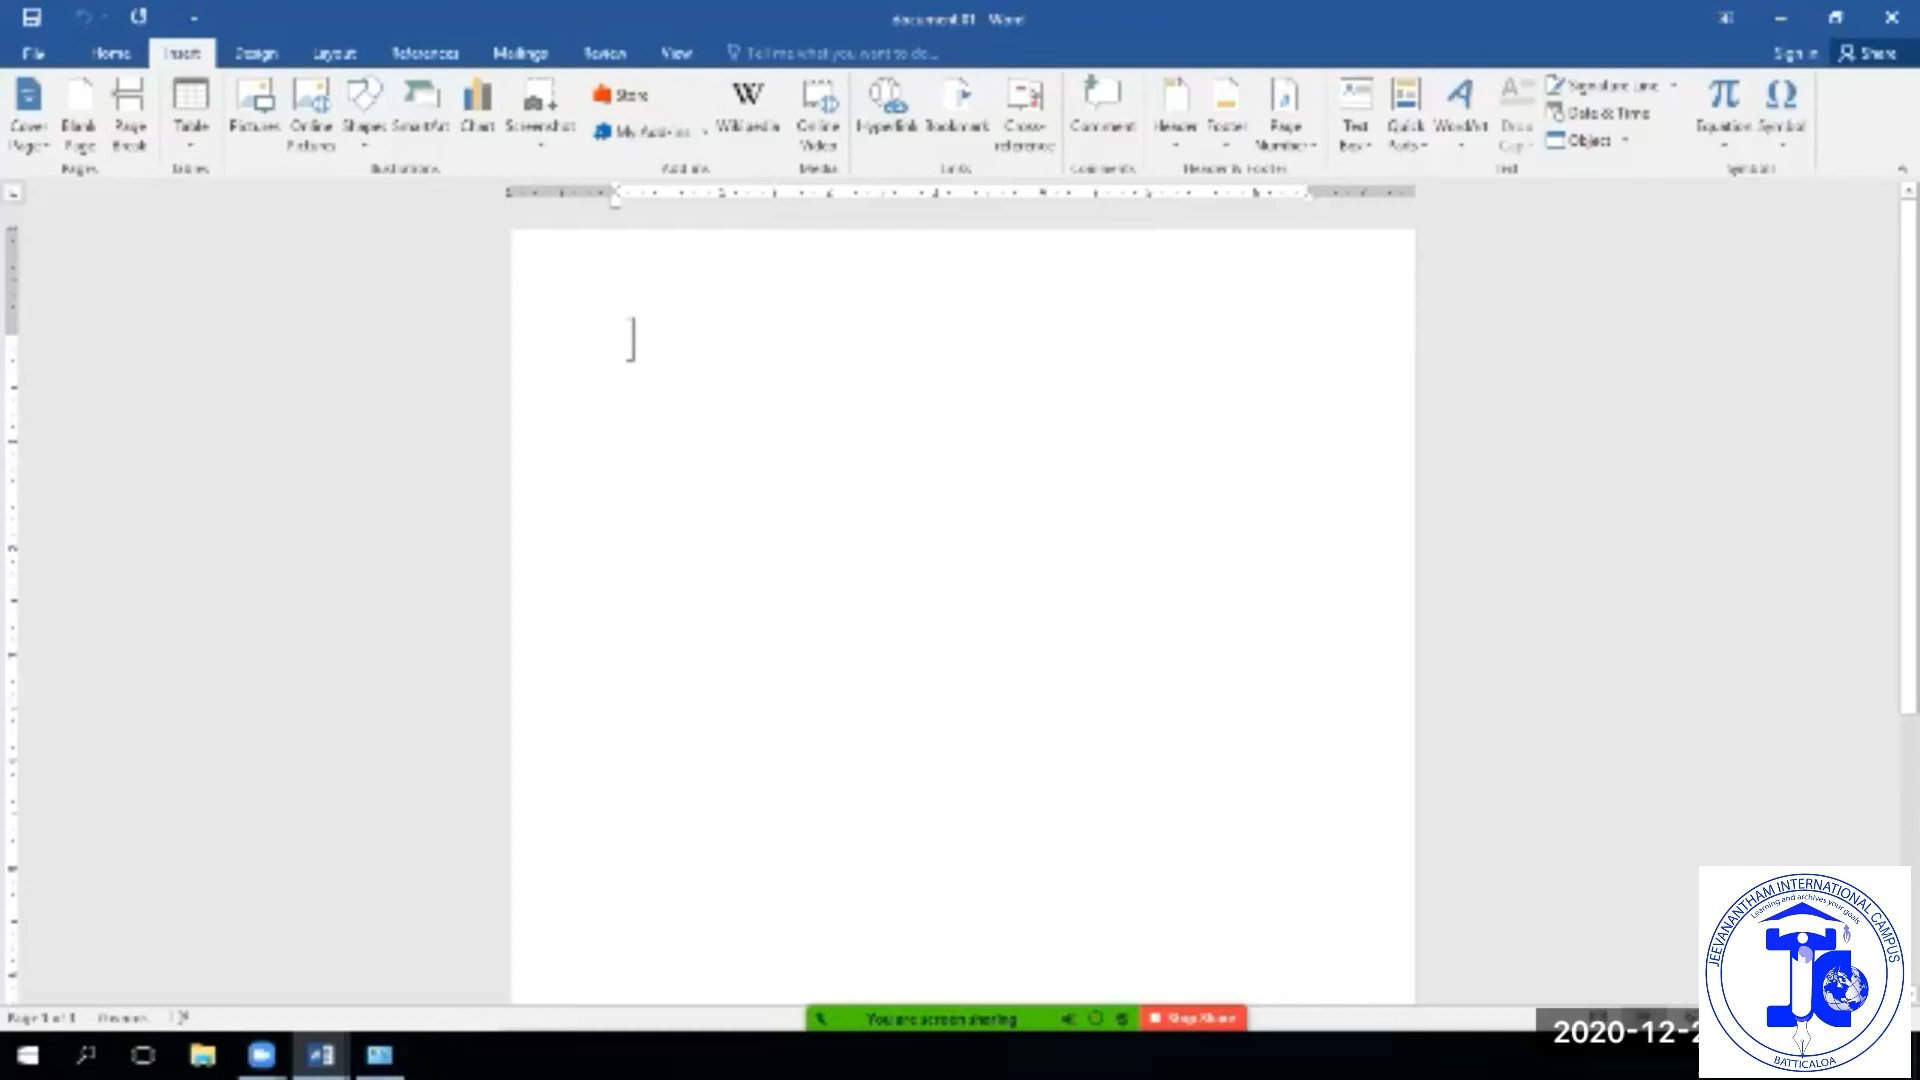 document 01 - Word
File Home Insert Design Layout References Mailings Review View Tell me what you want to do... Sign in Share
Cover Page
Blank Page
Page Break
Pages
Table
Tables
Pictures
Online Pictures
Shapes
SmartArt
Chart
Screenshot
Illustrations
Store
My Add-ins
Wikipedia
Add-ins
Online Video
Media
Hyperlink
Bookmark
Cross-reference
Links
Comment
Comments
Header
Footer
Page Number
Header & Footer
Text Box
Quick Parts
WordArt
Drop Cap
Signature Line
Date & Time
Object
Text
Equation
Symbol
Symbols
Page 1 of 1
You are screen sharing
Stop Share
2020-12-2
JEEVANANTHAM INTERNATIONAL CAMPUS
Learning and archives your goals
BATTICALOA